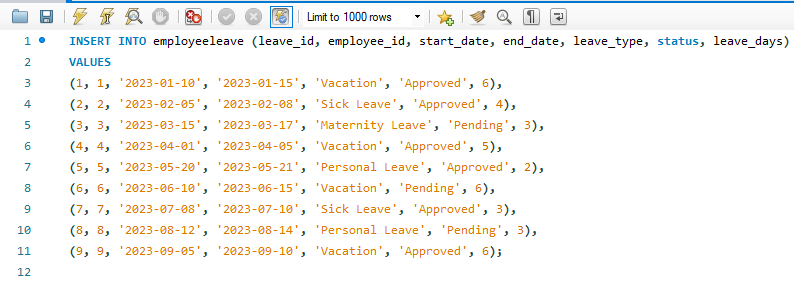 Limit to 1000 rows
1 INSERT INTO employeeleave (leave_id, employee_id, start_date, end_date, leave_type, status, leave_days)
2 VALUES
3 (1, 1, '2023-01-10', '2023-01-15', 'Vacation', 'Approved', 6),
4 (2, 2, '2023-02-05', '2023-02-08', 'Sick Leave', 'Approved', 4),
5 (3, 3, '2023-03-15', '2023-03-17', 'Maternity Leave', 'Pending', 3),
6 (4, 4, '2023-04-01', '2023-04-05', 'Vacation', 'Approved', 5),
7 (5, 5, '2023-05-20', '2023-05-21', 'Personal Leave', 'Approved', 2),
8 (6, 6, '2023-06-10', '2023-06-15', 'Vacation', 'Pending', 6),
9 (7, 7, '2023-07-08', '2023-07-10', 'Sick Leave', 'Approved', 3),
10 (8, 8, '2023-08-12', '2023-08-14', 'Personal Leave', 'Pending', 3),
11 (9, 9, '2023-09-05', '2023-09-10', 'Vacation', 'Approved', 6);
12